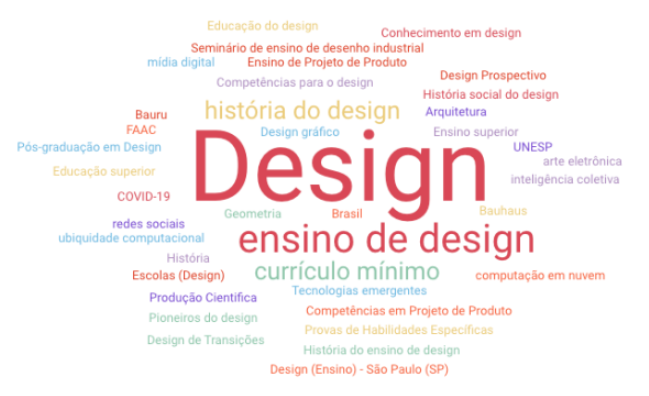 Educação do design
Conhecimento em design
Seminário de ensino de desenho industrial
mídia digital
Ensino de Projeto de Produto
Design Prospectivo
Competências para o design
História social do design
história do design
Arquitetura
Bauru
FAAC
Design gráfico
Ensino superior
Pós-graduação em Design
UNESP
Design
arte eletrônica
Educação superior
inteligência coletiva
COVID-19
Geometria
Brasil
Bauhaus
redes sociais
ubiquidade computacional
ensino de design
História
Escolas (Design)
currículo mínimo
computação em nuvem
Tecnologias emergentes
Produção Cientifica
Competências em Projeto de Produto
Pioneiros do design
Provas de Habilidades Específicas
Design de Transições
História do ensino de design
Design (Ensino) - São Paulo (SP)